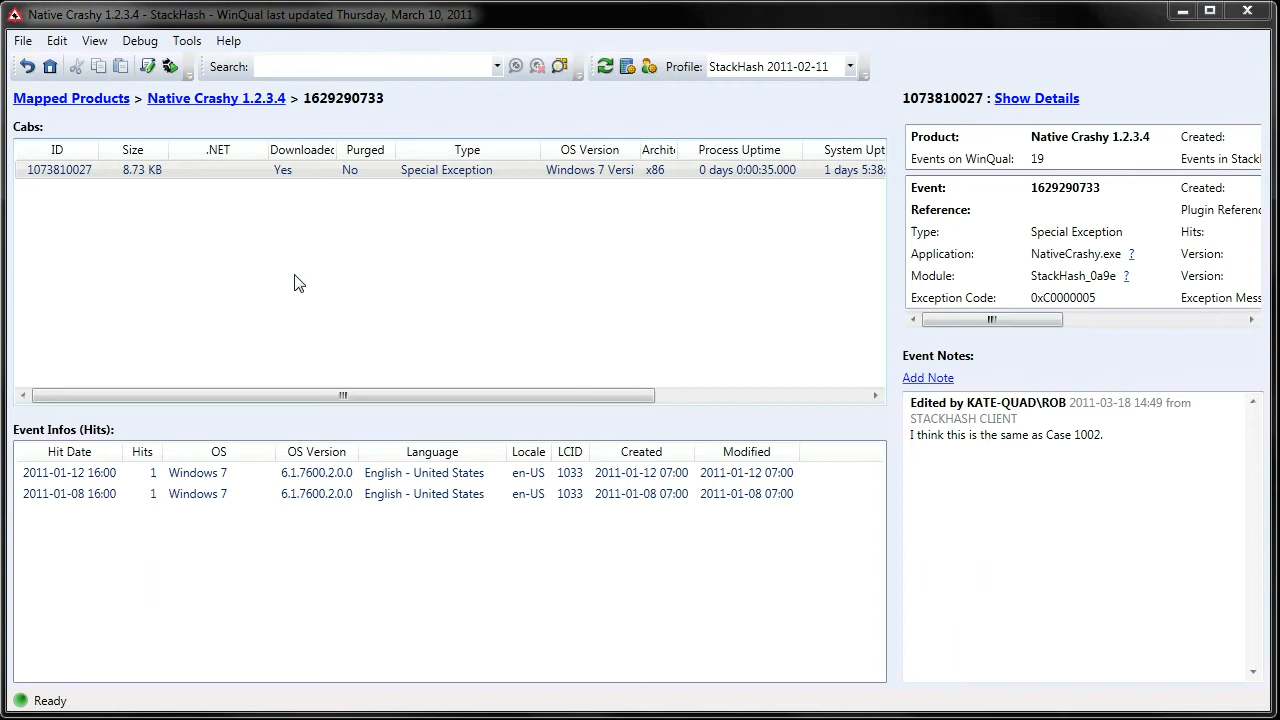 Native Crashy 1.2.3.4 - StackHash - WinQual last updated Thursday, March 10, 2011
File Edit View Debug Tools Help
Search: Profile: StackHash 2011-02-11
Mapped Products > Native Crashy 1.2.3.4 > 1629290733
Cabs:
ID Size .NET Downloaded Purged Type OS Version Archit Process Uptime System Upt
1073810027 8.73 KB Yes No Special Exception Windows 7 Versi x86 0 days 0:00:35.000 1 days 5:38:
Event Infos (Hits):
Hit Date Hits OS OS Version Language Locale LCID Created Modified
2011-01-12 16:00 1 Windows 7 6.1.7600.2.0.0 English - United States en-US 1033 2011-01-12 07:00 2011-01-12 07:00
2011-01-08 16:00 1 Windows 7 6.1.7600.2.0.0 English - United States en-US 1033 2011-01-08 07:00 2011-01-08 07:00
1073810027 : Show Details
Product: Native Crashy 1.2.3.4 Created:
Events on WinQual: 19 Events in Stackl
Event: 1629290733 Created:
Reference: Plugin Referenc
Type: Special Exception Hits:
Application: NativeCrashy.exe ? Version:
Module: StackHash_0a9e ? Version:
Exception Code: 0xC0000005 Exception Mess
Event Notes:
Add Note
Edited by KATE-QUAD\ROB 2011-03-18 14:49 from
STACKHASH CLIENT
I think this is the same as Case 1002.
Ready